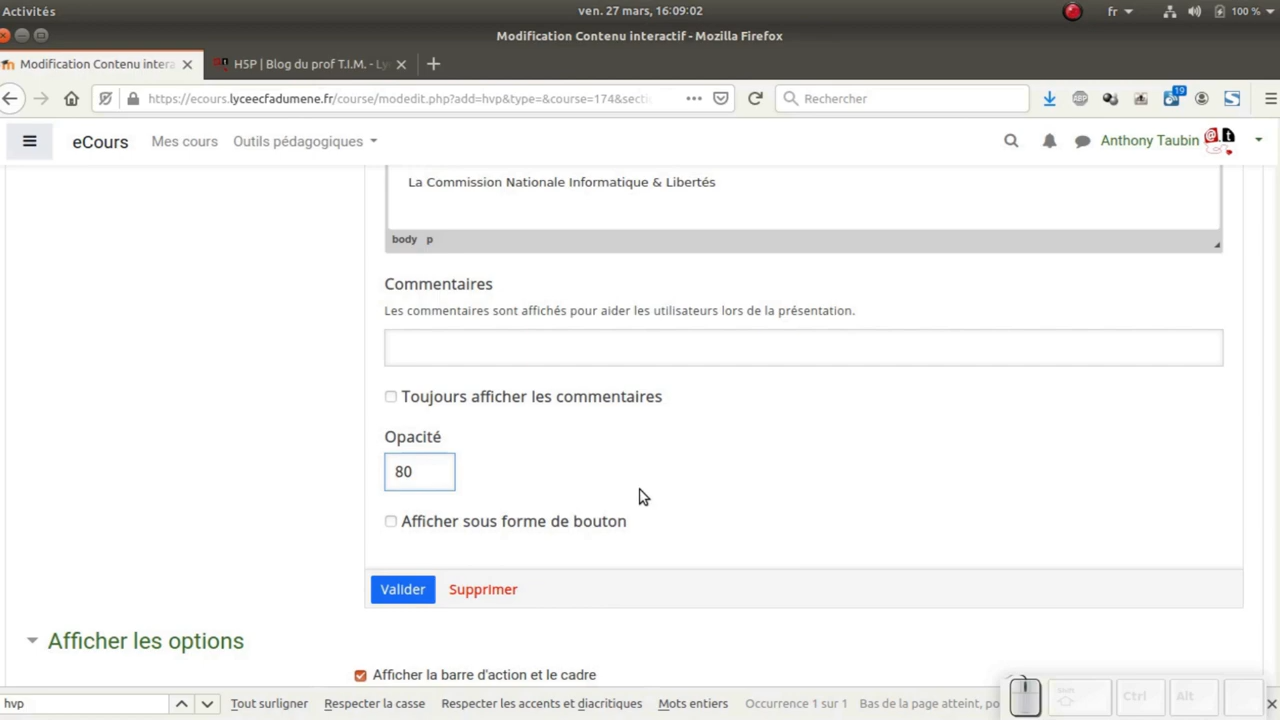 Activités
ven. 27 mars, 16:09:02
fr
100 %
Modification Contenu interactif - Mozilla Firefox
Modification Contenu intera
H5P | Blog du prof T.I.M. - Ly
https://ecours.lyceecfadumene.fr/course/modedit.php?add=hvp&type=&course=174&secti
Rechercher
19
eCours
Mes cours
Outils pédagogiques
Anthony Taubin
La Commission Nationale Informatique & Libertés
body p
Commentaires
Les commentaires sont affichés pour aider les utilisateurs lors de la présentation.
Toujours afficher les commentaires
Opacité
80
Afficher sous forme de bouton
Valider
Supprimer
Afficher les options
Afficher la barre d'action et le cadre
hvp
Tout surligner
Respecter la casse
Respecter les accents et diacritiques
Mots entiers
Occurrence 1 sur 1
Bas de la page atteint, po
Ctrl
Alt